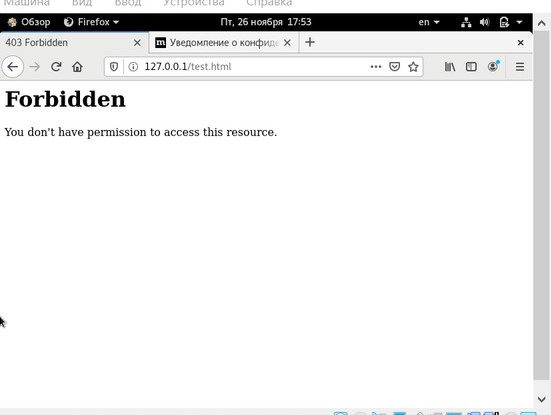 Машина Вид Ввод Устройства Справка
Обзор Firefox Пт, 26 ноября 17:53 en
403 Forbidden Уведомление о конфиде
127.0.0.1/test.html
Forbidden
You don't have permission to access this resource.